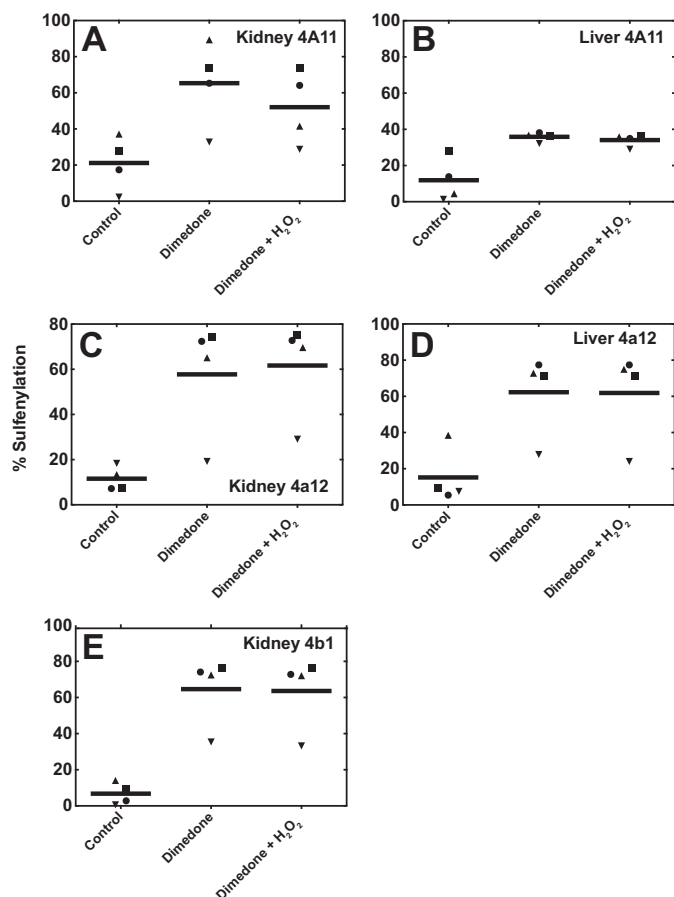 % Sulfenylation
A
Kidney 4A11
100
80
60
40
20
0
Control
Dimedone
Dimedone + H₂O₂
B
Liver 4A11
100
80
60
40
20
0
Control
Dimedone
Dimedone + H₂O₂
C
Kidney 4a12
80
60
40
20
0
Control
Dimedone
Dimedone + H₂O₂
D
Liver 4a12
100
80
60
40
20
0
Control
Dimedone
Dimedone + H₂O₂
E
Kidney 4b1
100
80
60
40
20
0
Control
Dimedone
Dimedone + H₂O₂